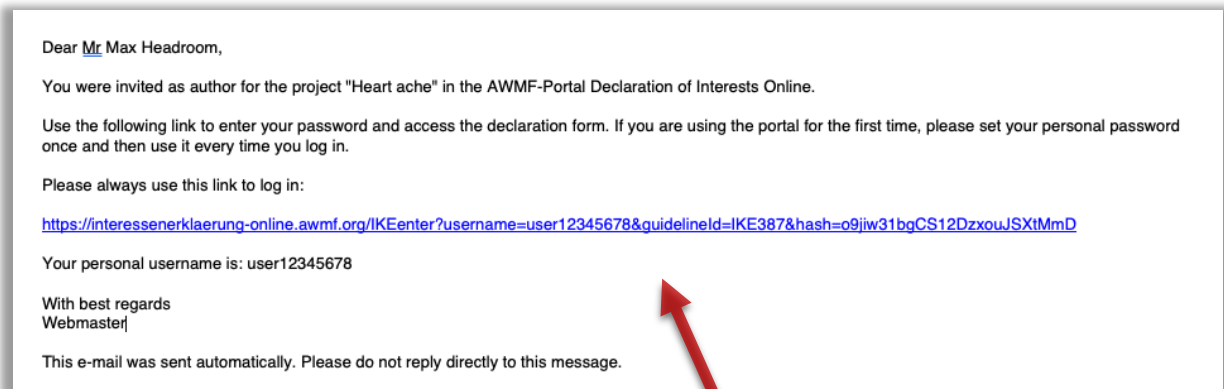 Dear Mr Max Headroom,
You were invited as author for the project "Heart ache" in the AWMF-Portal Declaration of Interests Online.
Use the following link to enter your password and access the declaration form. If you are using the portal for the first time, please set your personal password
once and then use it every time you log in.
Please always use this link to log in:
https://interessenerklaerung-online.awmf.org/IKEenter?username=user12345678&guidelineId=IKE387&hash=o9jiw31bgCS12DzxouJSXtMmD
Your personal username is: user12345678
With best regards
Webmaster
This e-mail was sent automatically. Please do not reply directly to this message.